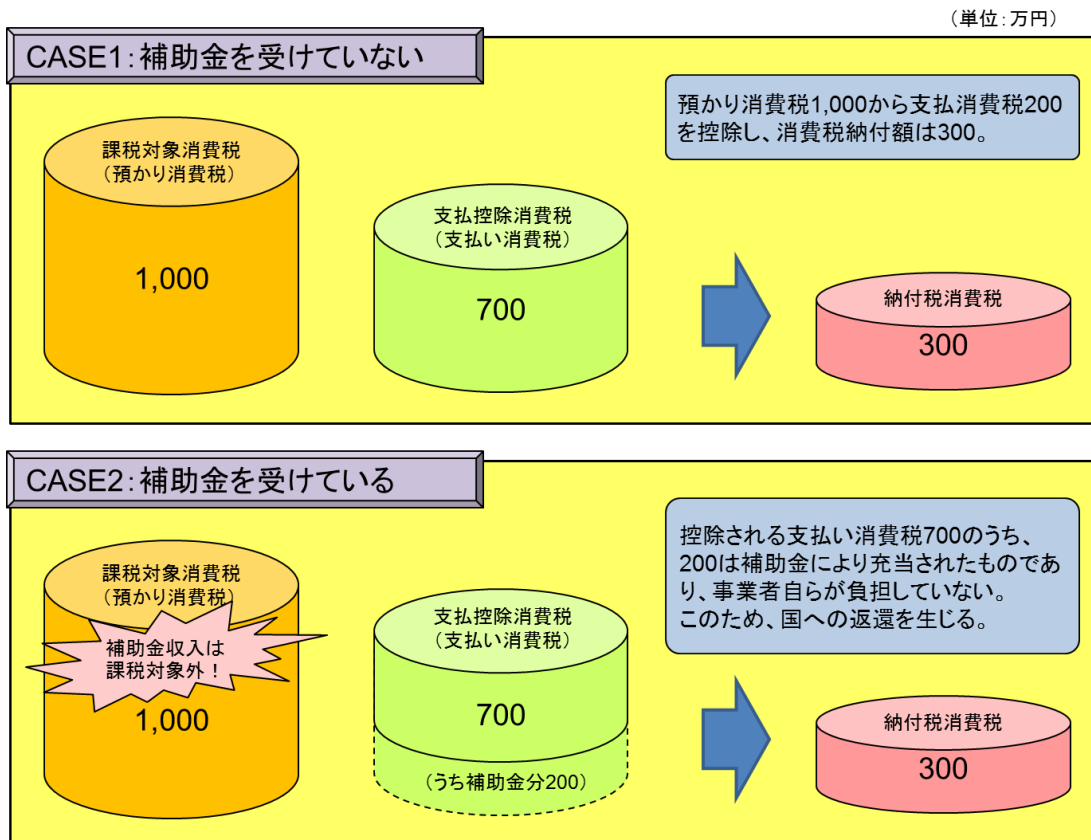 (単位:万円)
CASE1:補助金を受けていない
預かり消費税1,000から支払消費税200
を控除し、消費税納付額は300。
課税対象消費税
(預かり消費税)
1,000
支払控除消費税
(支払い消費税)
700
納付税消費税
300
CASE2:補助金を受けている
控除される支払い消費税700のうち、
200は補助金により充当されたものであ
り、事業者自らが負担していない。
このため、国への返還を生じる。
課税対象消費税
(預かり消費税)
補助金収入は
課税対象外!
1,000
支払控除消費税
(支払い消費税)
700
(うち補助金分200)
納付税消費税
300